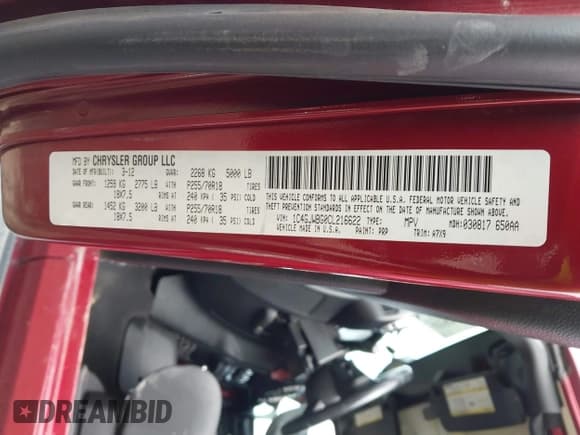 MFD BY CHRYSLER GROUP LLC
DATE OF MFR(BUILT): 3-12 GVWR: 2268 KG 5000 LB
GAWR FRONT: 1259 KG 2775 LB WITH P255/70R18 TIRES
18X7.5 RIMS AT 240 KPA ( 35 PSI) COLD
GAWR REAR: 1452 KG 3200 LB WITH P255/70R18 TIRES
18X7.5 RIMS AT 240 KPA ( 35 PSI) COLD
THIS VEHICLE CONFORMS TO ALL APPLICABLE U.S.A. FEDERAL MOTOR VEHICLE SAFETY AND
THEFT PREVENTION STANDARDS IN EFFECT ON THE DATE OF MANUFACTURE SHOWN ABOVE.
VIN: TYPE: MPV MDH: 030817 650AA
VEHICLE MADE IN U.S.A. PAINT: PRP TRIM: A7X9
DREAMBID